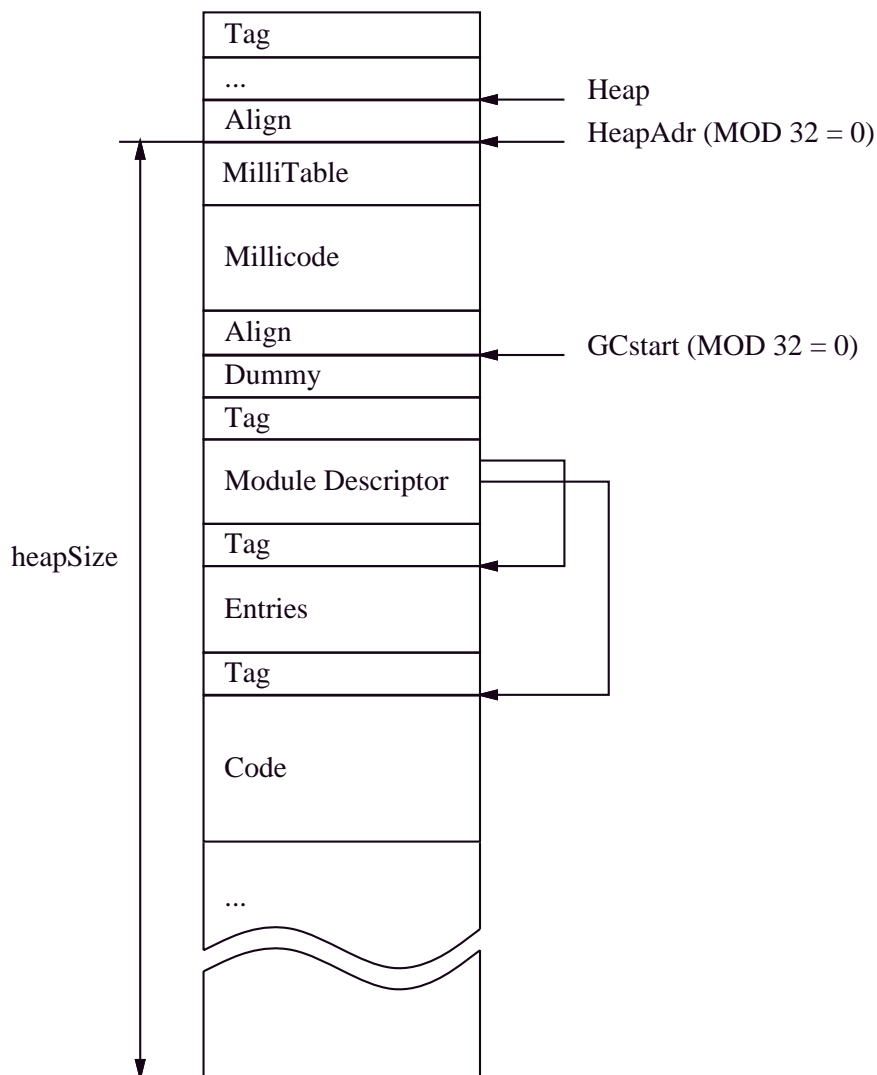 Tag
...
Heap
Align
HeapAdr (MOD 32 = 0)
MilliTable
Millicode
Align
GCstart (MOD 32 = 0)
Dummy
Tag
Module Descriptor
Tag
heapSize
Entries
Tag
Code
...